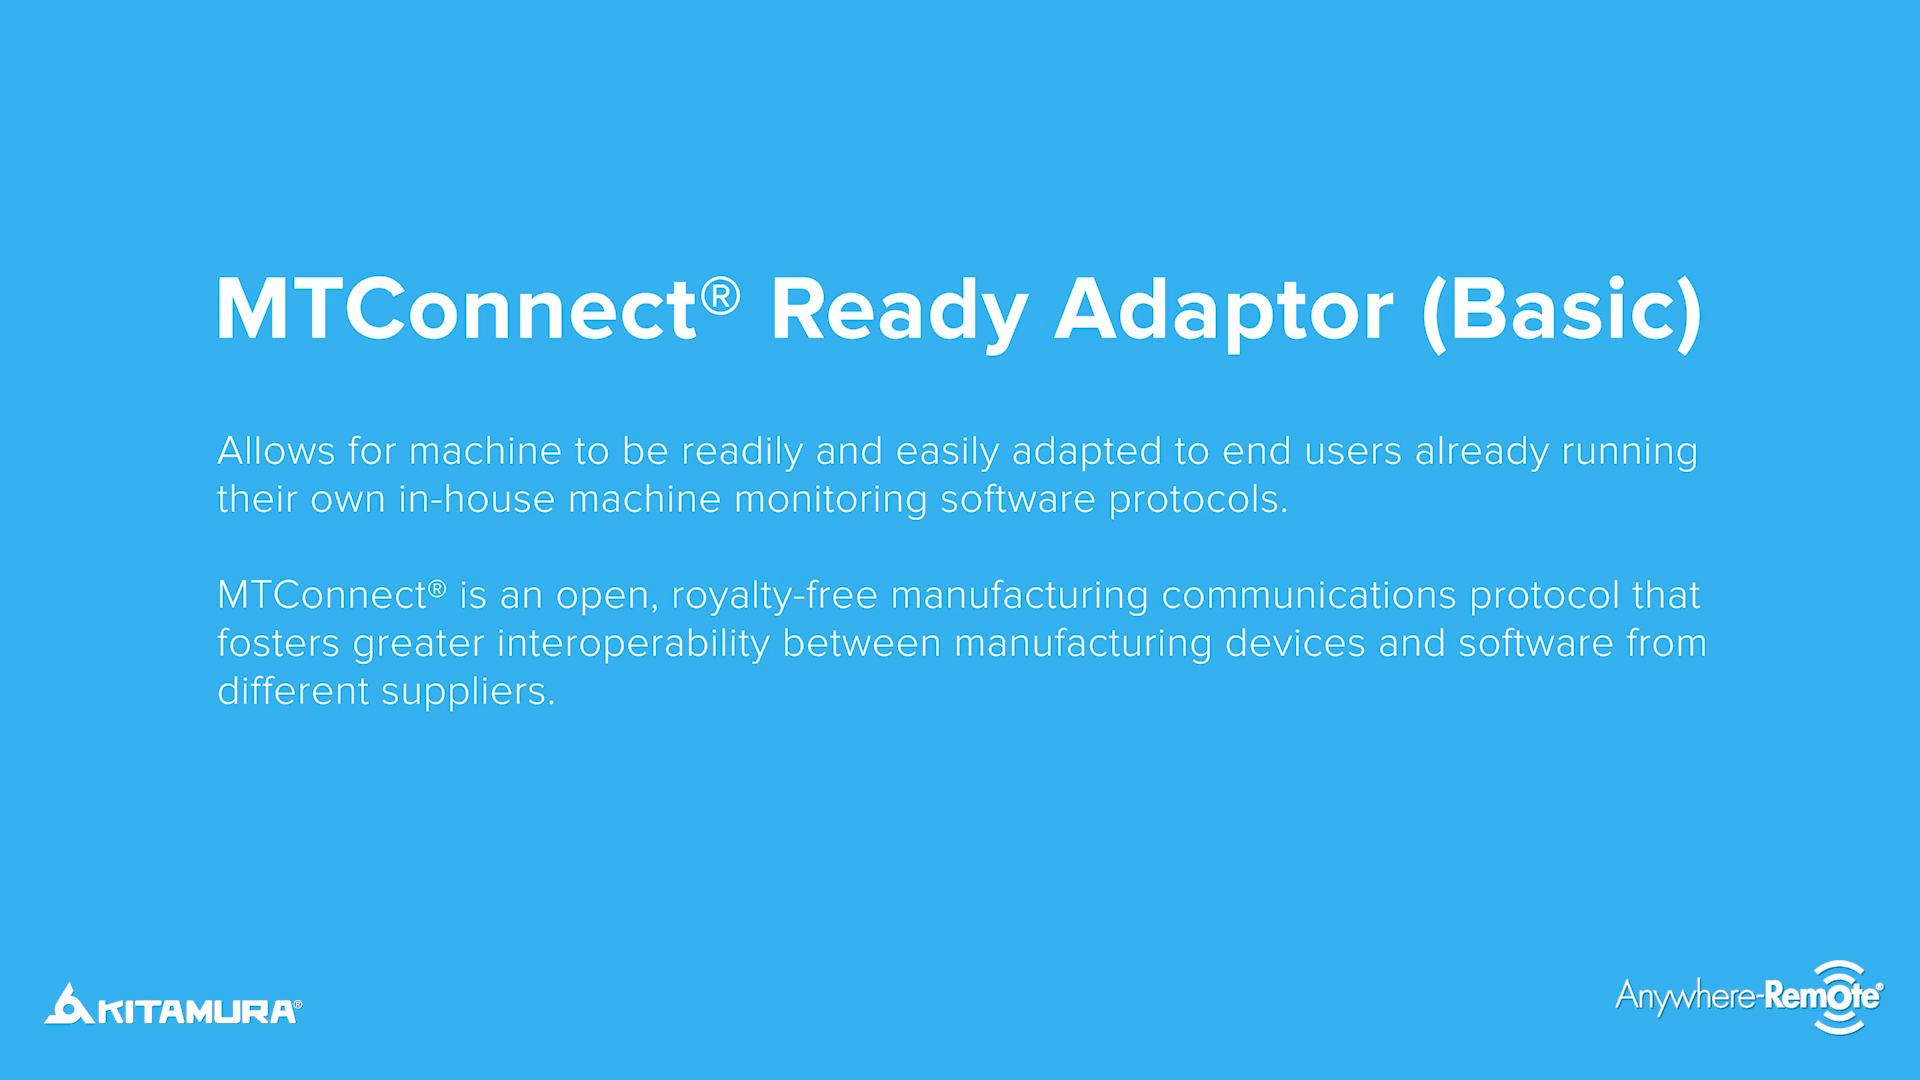 MTConnect® Ready Adaptor (Basic)
Allows for machine to be readily and easily adapted to end users already running
their own in-house machine monitoring software protocols.
MTConnect® is an open, royalty-free manufacturing communications protocol that
fosters greater interoperability between manufacturing devices and software from
different suppliers.
KITAMURA®
Anywhere-Remote®